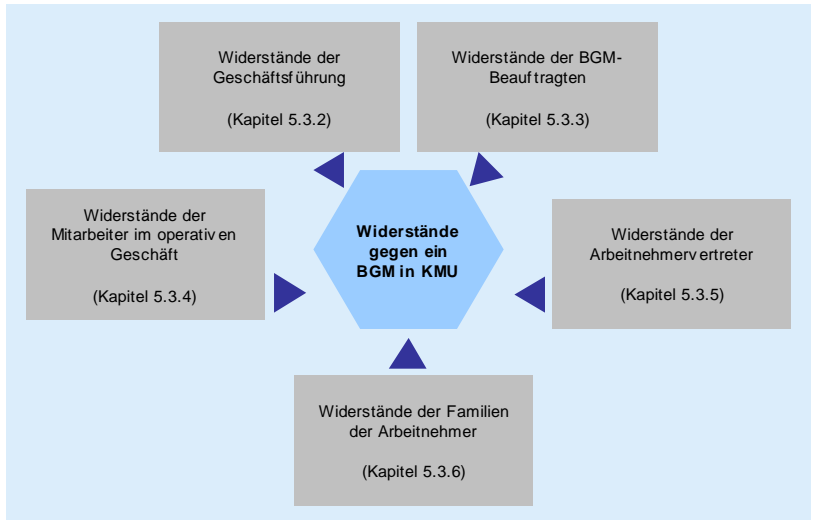 Widerstände der
Geschäftsführung
(Kapitel 5.3.2)
Widerstände der BGM-
Beauftragten
(Kapitel 5.3.3)
Widerstände der
Mitarbeiter im operativen
Geschäft
(Kapitel 5.3.4)
Widerstände
gegen ein
BGM in KMU
Widerstände der
Arbeitnehmervertreter
(Kapitel 5.3.5)
Widerstände der Familien
der Arbeitnehmer
(Kapitel 5.3.6)